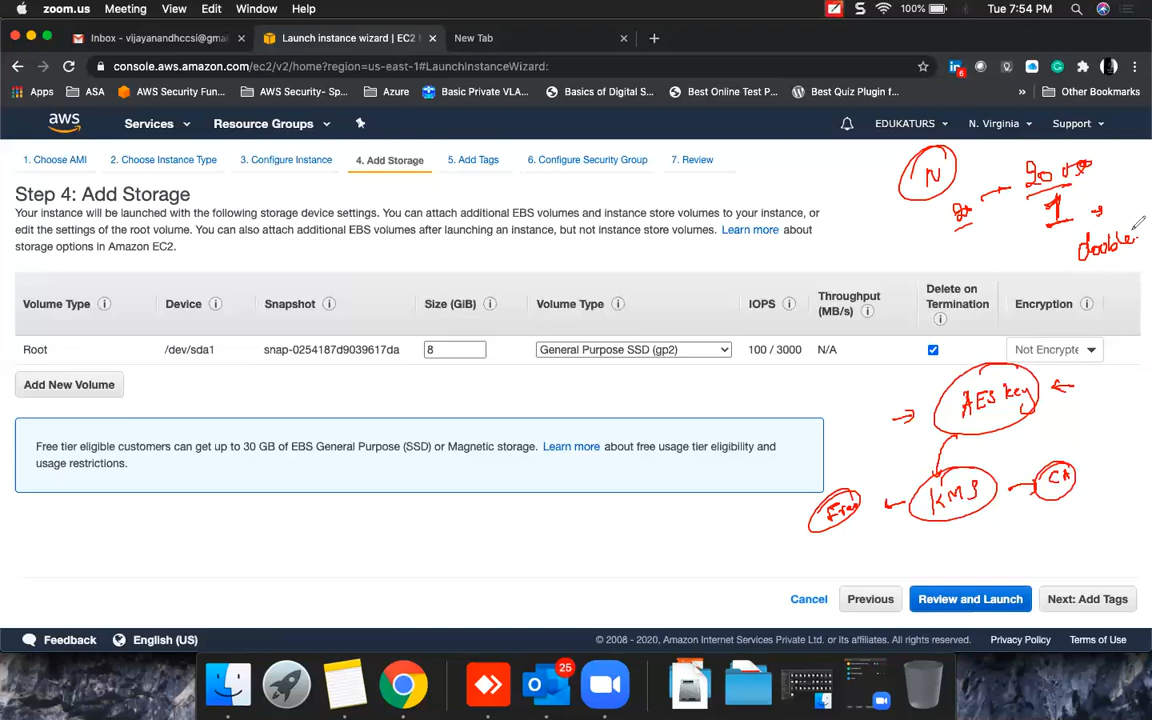 zoom.us Meeting View Edit Window Help 100% Tue 7:54 PM
Inbox - vijayanandhccsi@gma Launch instance wizard | EC2 New Tab
console.aws.amazon.com/ec2/v2/home?region=us-east-1#LaunchInstanceWizard:
Apps ASA AWS Security Fun... AWS Security- Sp... Azure Basic Private VLA... Basics of Digital S... Best Online Test P... Best Quiz Plugin f... » Other Bookmarks
aws Services Resource Groups EDUKATURS N. Virginia Support
1. Choose AMI 2. Choose Instance Type 3. Configure Instance 4. Add Storage 5. Add Tags 6. Configure Security Group 7. Review
N
20
1
double
Step 4: Add Storage
Your instance will be launched with the following storage device settings. You can attach additional EBS volumes and instance store volumes to your instance, or
edit the settings of the root volume. You can also attach additional EBS volumes after launching an instance, but not instance store volumes. Learn more about
storage options in Amazon EC2.
Volume Type Device Snapshot Size (GiB) Volume Type IOPS Throughput (MB/s) Delete on Termination Encryption
Root /dev/sda1 snap-0254187d9039617da 8 General Purpose SSD (gp2) 100 / 3000 N/A Not Encrypte
Add New Volume
AES key
KMS
CA
Free
Free tier eligible customers can get up to 30 GB of EBS General Purpose (SSD) or Magnetic storage. Learn more about free usage tier eligibility and
usage restrictions.
Cancel Previous Review and Launch Next: Add Tags
Feedback English (US) © 2008 - 2020, Amazon Internet Services Private Ltd. or its affiliates. All rights reserved. Privacy Policy Terms of Use
25